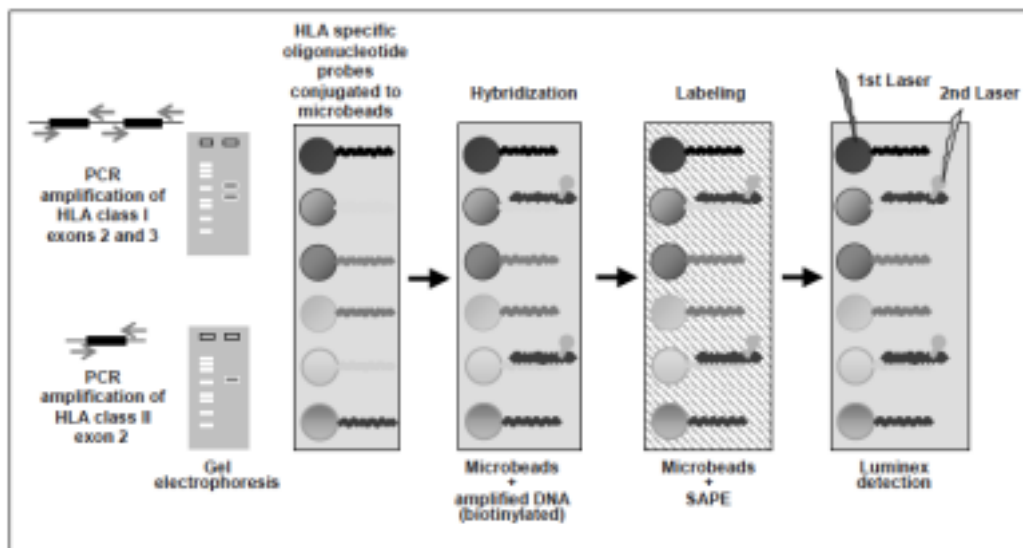 HLA specific
oligonucleotide
probes
conjugated to
microbeads
Hybridization
Labeling
1st Laser
2nd Laser
PCR
amplification of
HLA class I
exons 2 and 3
PCR
amplification of
HLA class II
exon 2
Gel
electrophoresis
Microbeads
+
amplified DNA
(biotinylated)
Microbeads
+
SAPE
Luminex
detection